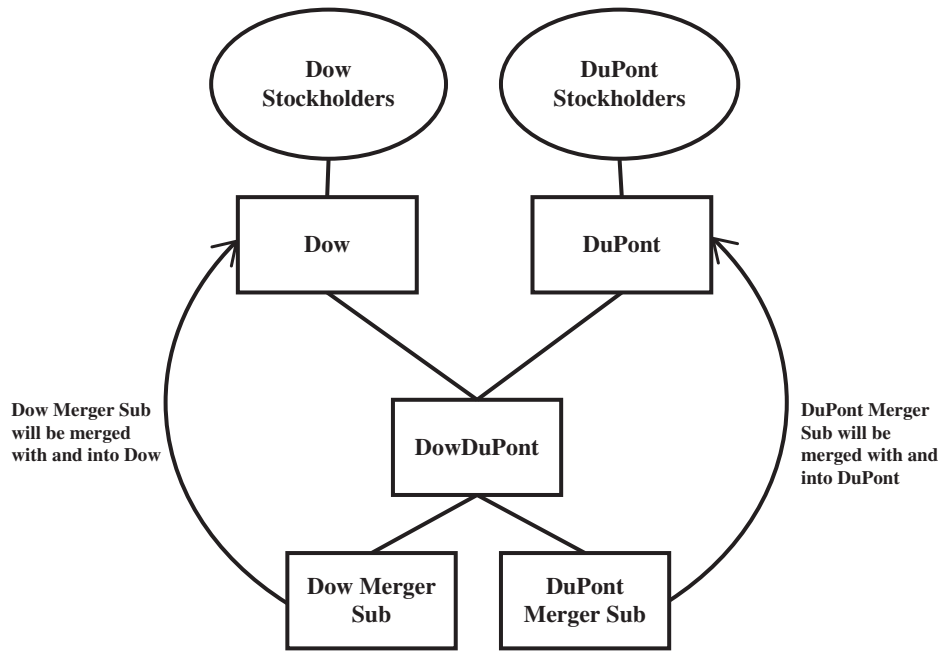 Dow
Stockholders
DuPont
Stockholders
Dow
DuPont
Dow Merger Sub
will be merged
with and into Dow
DuPont Merger
Sub will be
merged with and
into DuPont
DowDuPont
Dow Merger
Sub
DuPont
Merger Sub